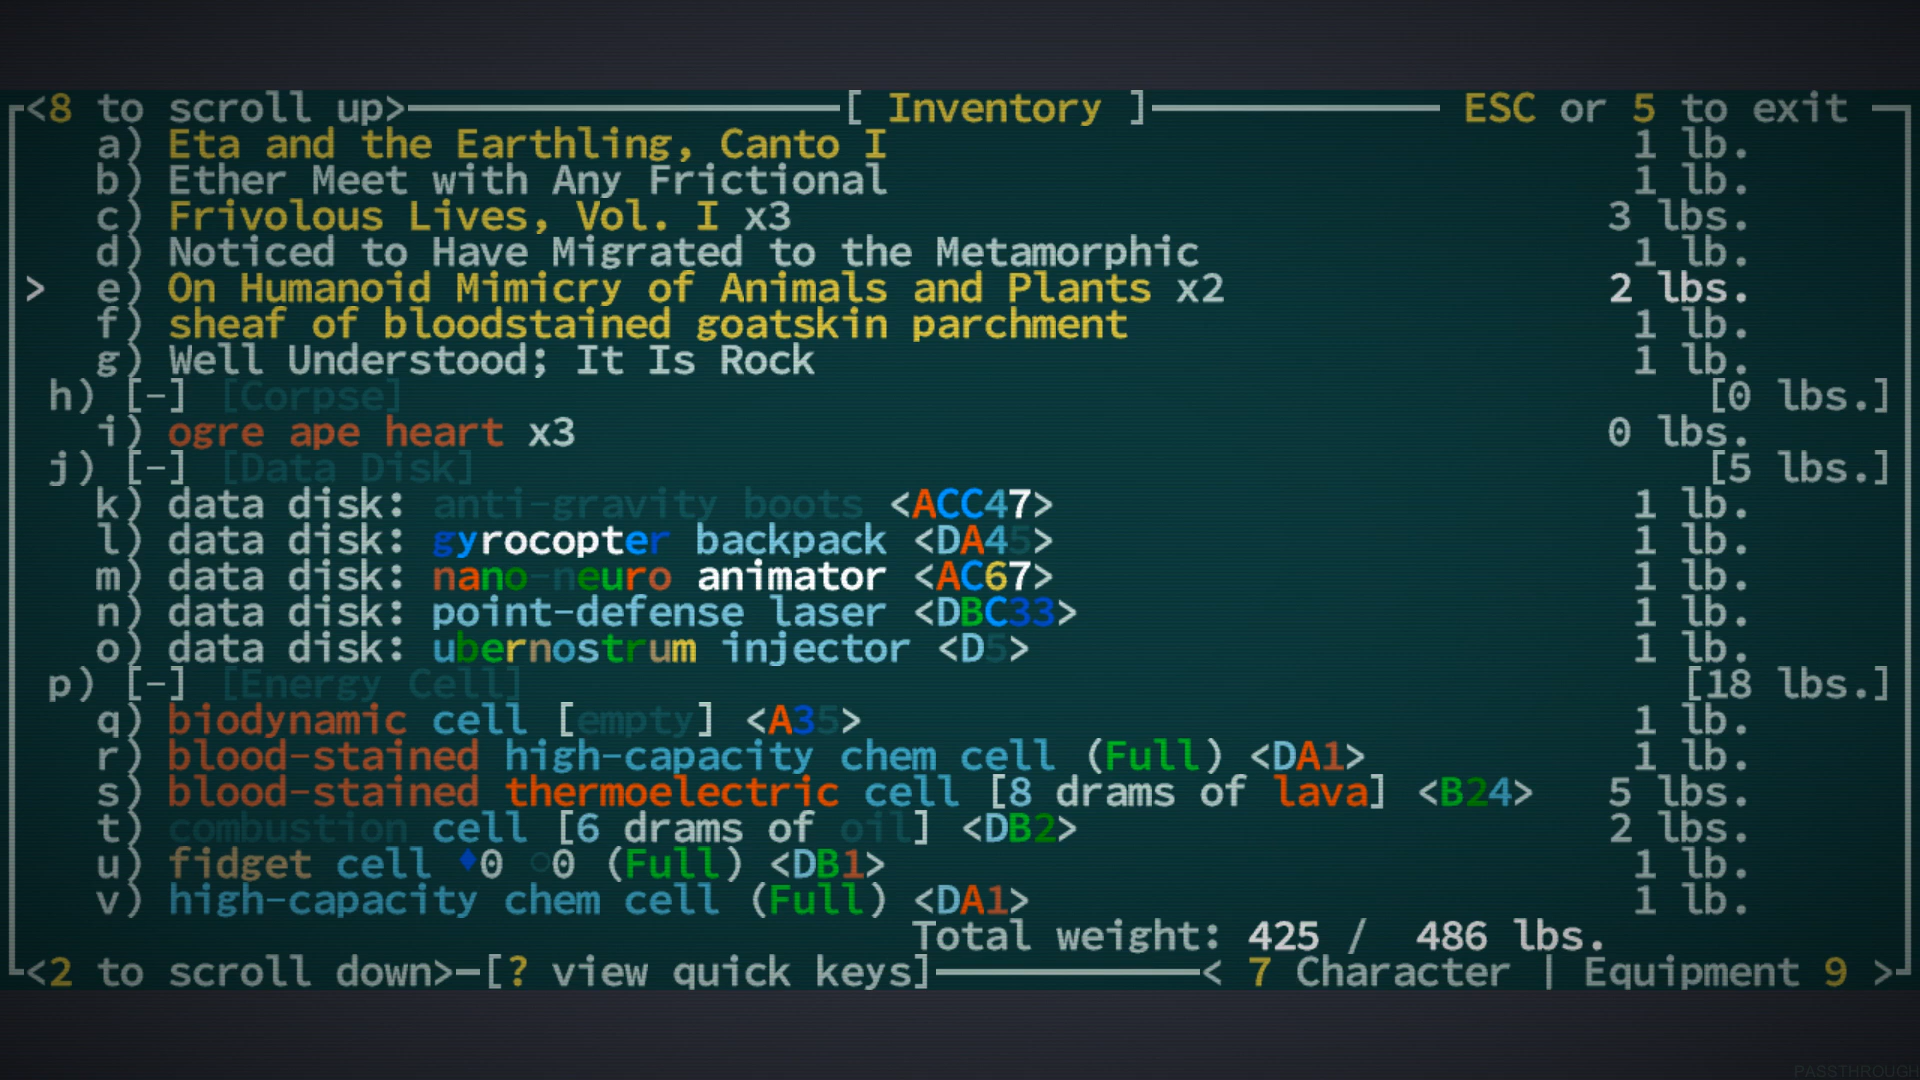 <8 to scroll up> [ Inventory ] ESC or 5 to exit
a) Eta and the Earthling, Canto I 1 lb.
b) Ether Meet with Any Frictional 1 lb.
c) Frivolous Lives, Vol. I x3 3 lbs.
d) Noticed to Have Migrated to the Metamorphic 1 lb.
> e) On Humanoid Mimicry of Animals and Plants x2 2 lbs.
f) sheaf of bloodstained goatskin parchment 1 lb.
g) Well Understood; It Is Rock 1 lb.
h) [-] [Corpse] [0 lbs.]
i) ogre ape heart x3 0 lbs.
j) [-] [Data Disk] [5 lbs.]
k) data disk: anti-gravity boots <ACC47> 1 lb.
l) data disk: gyrocopter backpack <DA45> 1 lb.
m) data disk: nano-neuro animator <AC67> 1 lb.
n) data disk: point-defense laser <DBC33> 1 lb.
o) data disk: ubernostrum injector <D5> 1 lb.
p) [-] [Energy Cell] [18 lbs.]
q) biodynamic cell [empty] <A35> 1 lb.
r) blood-stained high-capacity chem cell (Full) <DA1> 1 lb.
s) blood-stained thermoelectric cell [8 drams of lava] <B24> 5 lbs.
t) combustion cell [6 drams of oil] <DB2> 2 lbs.
u) fidget cell ♦0 ○0 (Full) <DB1> 1 lb.
v) high-capacity chem cell (Full) <DA1> 1 lb.
Total weight: 425 / 486 lbs.
<2 to scroll down> [? view quick keys] < 7 Character | Equipment 9 >
PASSTHROUGH